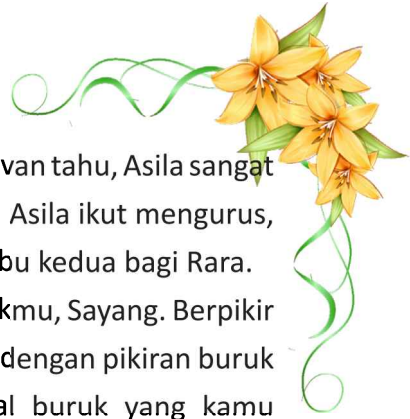 van tahu, Asila sangat
Asila ikut mengurus,
bu kedua bagi Rara.
kmu, Sayang. Berpikir
dengan pikiran buruk
al buruk yang kamu